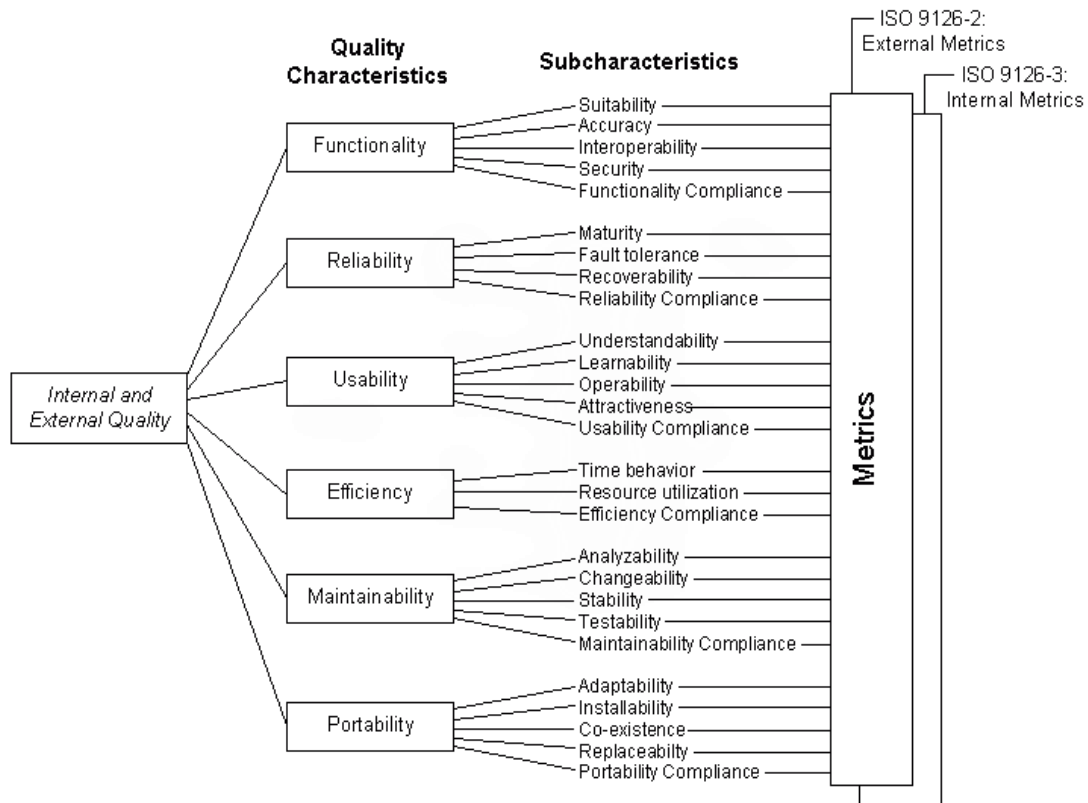 ISO 9126-2:
External Metrics
ISO 9126-3:
Internal Metrics
Quality
Characteristics
Subcharacteristics
Internal and
External Quality
Functionality
Suitability
Accuracy
Interoperability
Security
Functionality Compliance
Reliability
Maturity
Fault tolerance
Recoverability
Reliability Compliance
Usability
Understandability
Learnability
Operability
Attractiveness
Usability Compliance
Efficiency
Time behavior
Resource utilization
Efficiency Compliance
Maintainability
Analyzability
Changeability
Stability
Testability
Maintainability Compliance
Portability
Adaptability
Installability
Co-existence
Replaceabilty
Portability Compliance
Metrics